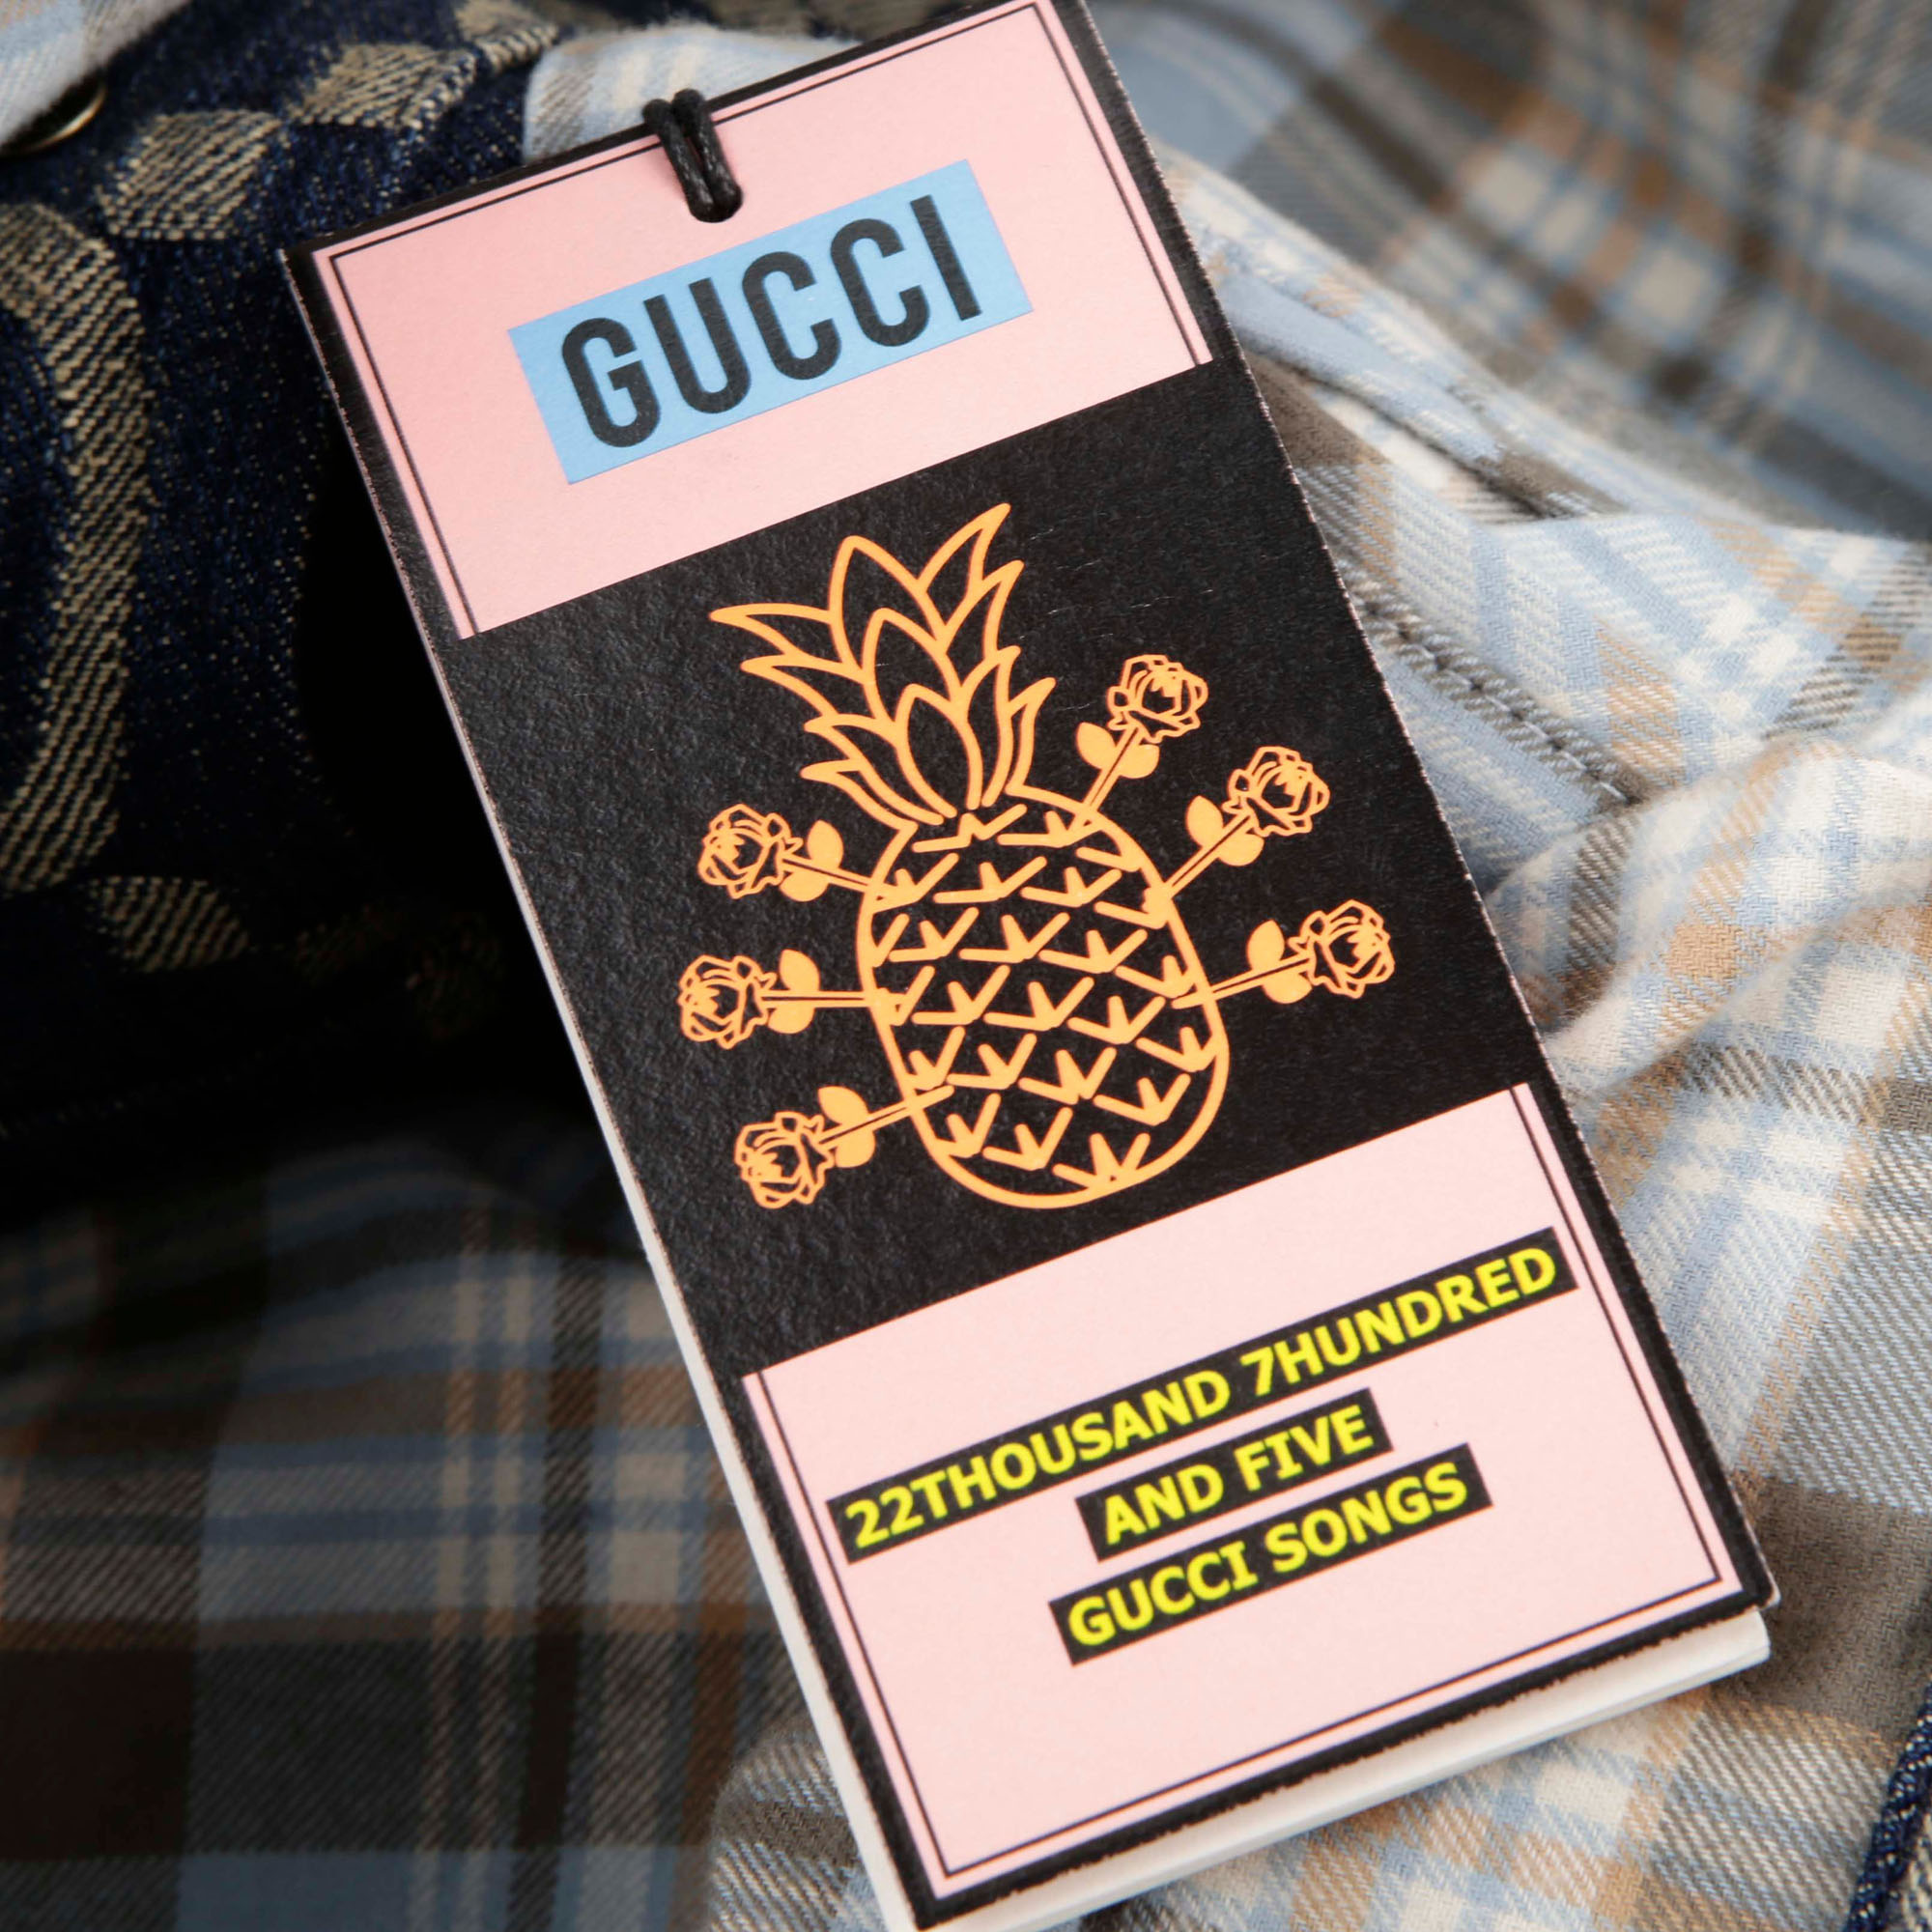 GUCCI
22THOUSAND 7HUNDRED
AND FIVE
GUCCI SONGS